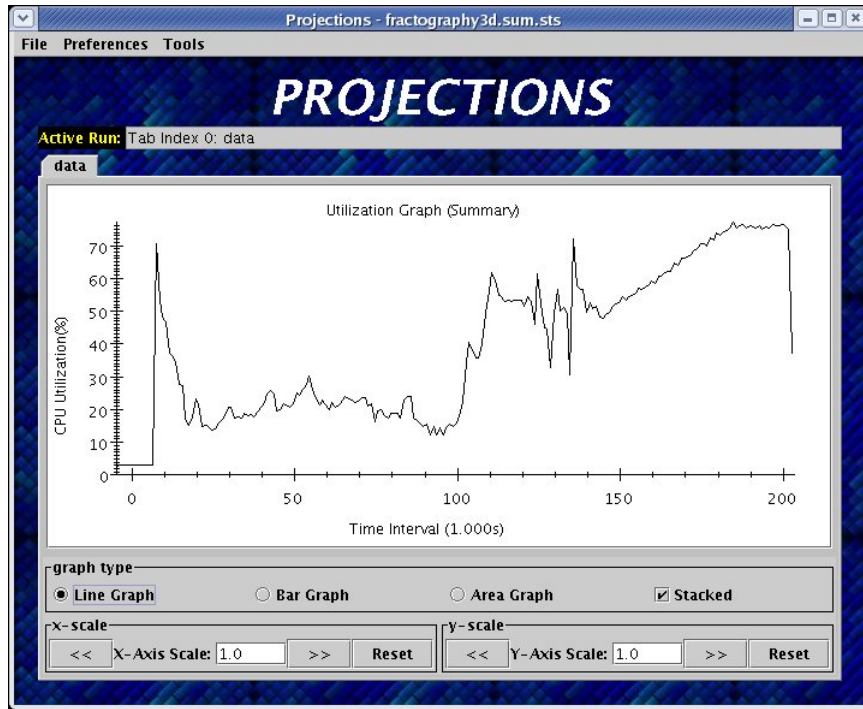 Projections - fractography3d.sum.sts
File Preferences Tools
PROJECTIONS
Active Run: Tab Index 0: data
data
Utilization Graph (Summary)
70
60
50
40
30
20
10
0
CPU Utilization(%)
0 50 100 150 200
Time Interval (1.000s)
graph type
Line Graph Bar Graph Area Graph Stacked
x-scale y-scale
<< X-Axis Scale: 1.0 >> Reset << Y-Axis Scale: 1.0 >> Reset